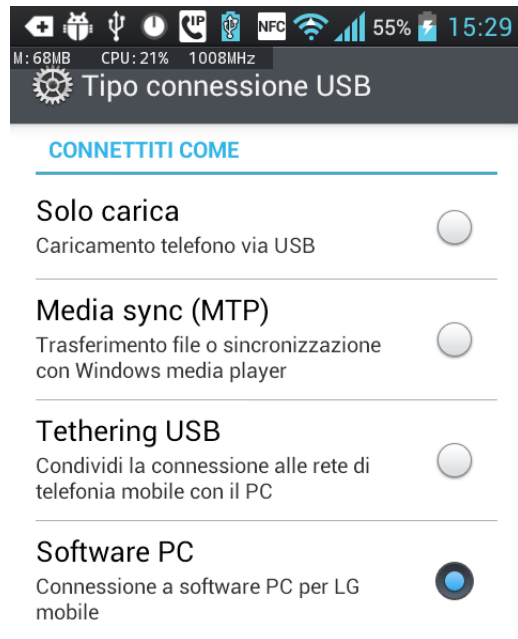 NFC 55% 15:29
M:68MB CPU:21% 1008MHz
Tipo connessione USB
CONNETTITI COME
Solo carica
Caricamento telefono via USB
Media sync (MTP)
Trasferimento file o sincronizzazione
con Windows media player
Tethering USB
Condividi la connessione alle rete di
telefonia mobile con il PC
Software PC
Connessione a software PC per LG
mobile